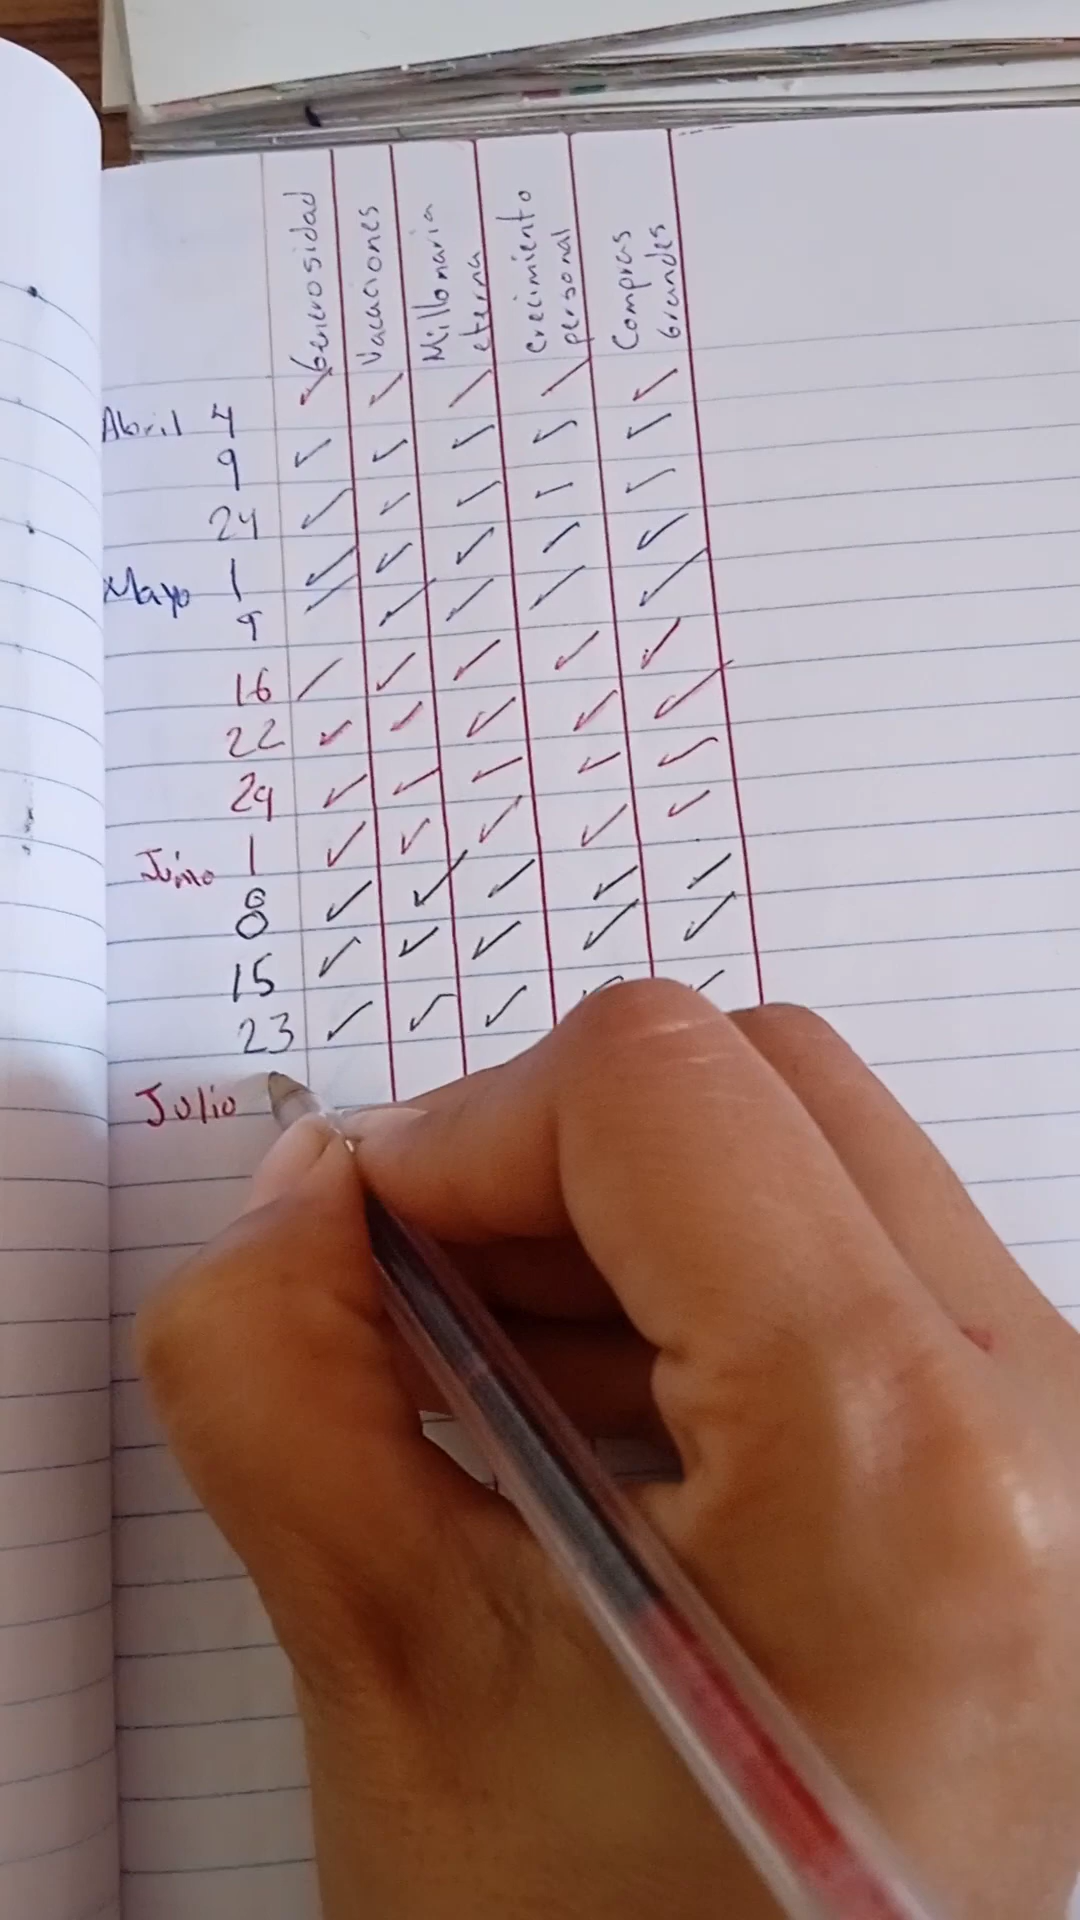 Generosidad
Vacaciones
Millonaria
eterna
Crecimiento
personal
Compras
Grandes
Abril 4 ✓ ✓ ✓ ✓ ✓
9 ✓ ✓ ✓ ✓ ✓
24 ✓ ✓ ✓ ✓ ✓
Mayo 1 ✓ ✓ ✓ ✓ ✓
9 ✓ ✓ ✓ ✓ ✓
16 ✓ ✓ ✓ ✓ ✓
22 ✓ ✓ ✓ ✓ ✓
29 ✓ ✓ ✓ ✓ ✓
Junio 1 ✓ ✓ ✓ ✓ ✓
8 ✓ ✓ ✓ ✓ ✓
15 ✓ ✓ ✓ ✓ ✓
23 ✓ ✓ ✓ ✓ ✓
Julio